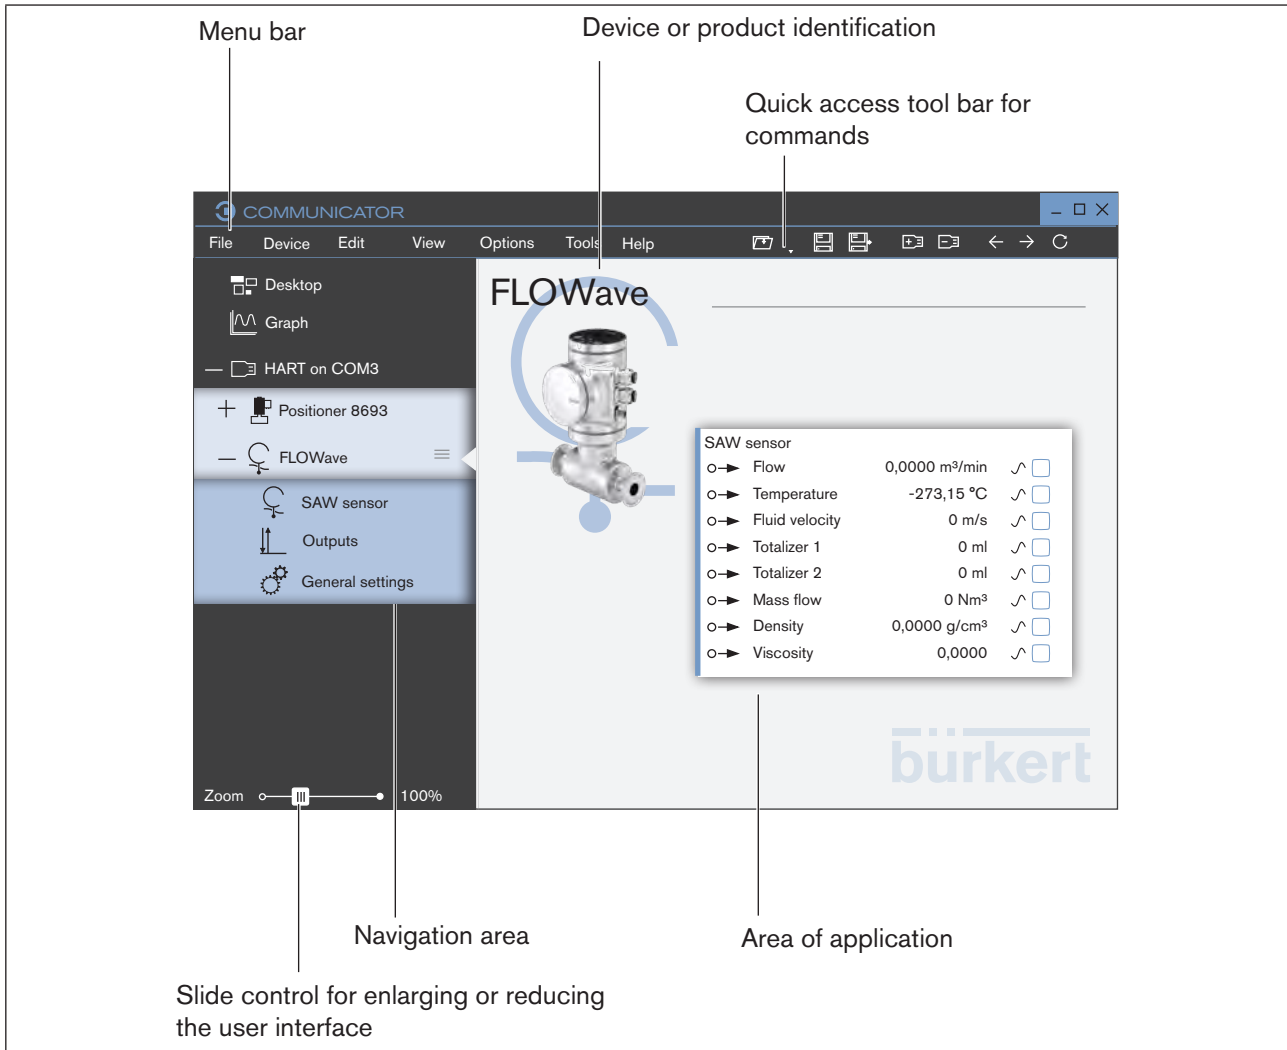 Menu bar
Device or product identification
Quick access tool bar for
commands
COMMUNICATOR
File Device Edit View Options Tools Help
Desktop
Graph
HART on COM3
Positioner 8693
FLOWave
SAW sensor
Outputs
General settings
Zoom 100%
FLOWave
SAW sensor
Flow 0,0000 m³/min
Temperature -273,15 °C
Fluid velocity 0 m/s
Totalizer 1 0 ml
Totalizer 2 0 ml
Mass flow 0 Nm³
Density 0,0000 g/cm³
Viscosity 0,0000
bürkert
Navigation area
Area of application
Slide control for enlarging or reducing
the user interface